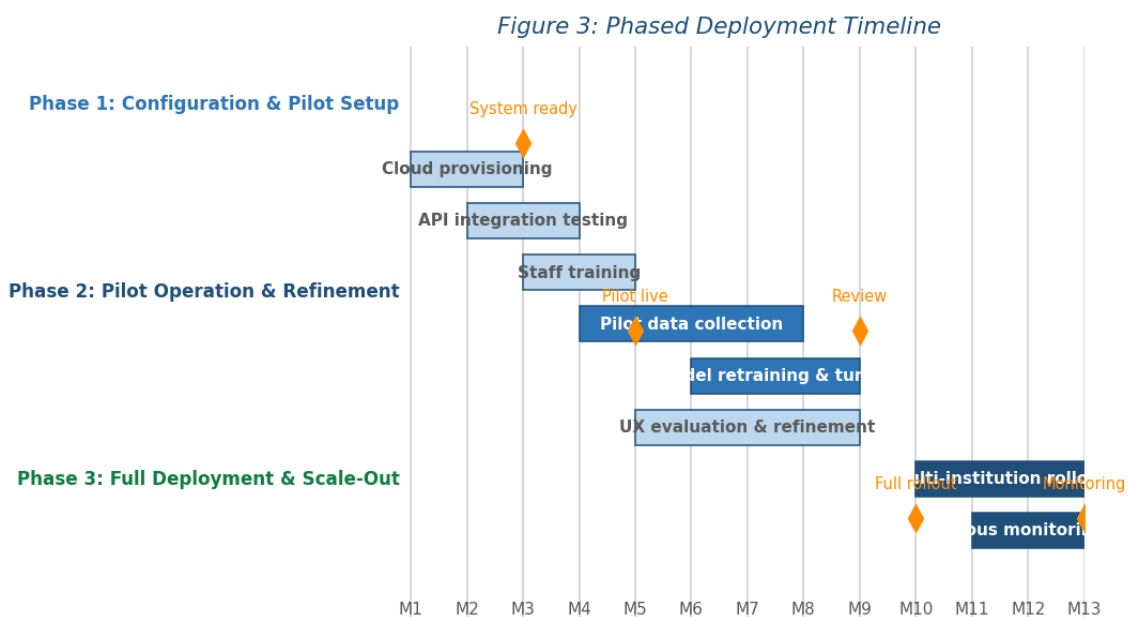 Figure 3: Phased Deployment Timeline
Phase 1: Configuration & Pilot Setup
System ready
Cloud provisioning
API integration testing
Staff training
Phase 2: Pilot Operation & Refinement
Pilot live
Review
Pilot data collection
retraining &
UX evaluation & refinement
Phase 3: Full Deployment & Scale-Out
institution
Full rollout
Monitoring
M1 M2 M3 M4 M5 M6 M7 M8 M9 M10 M11 M12 M13